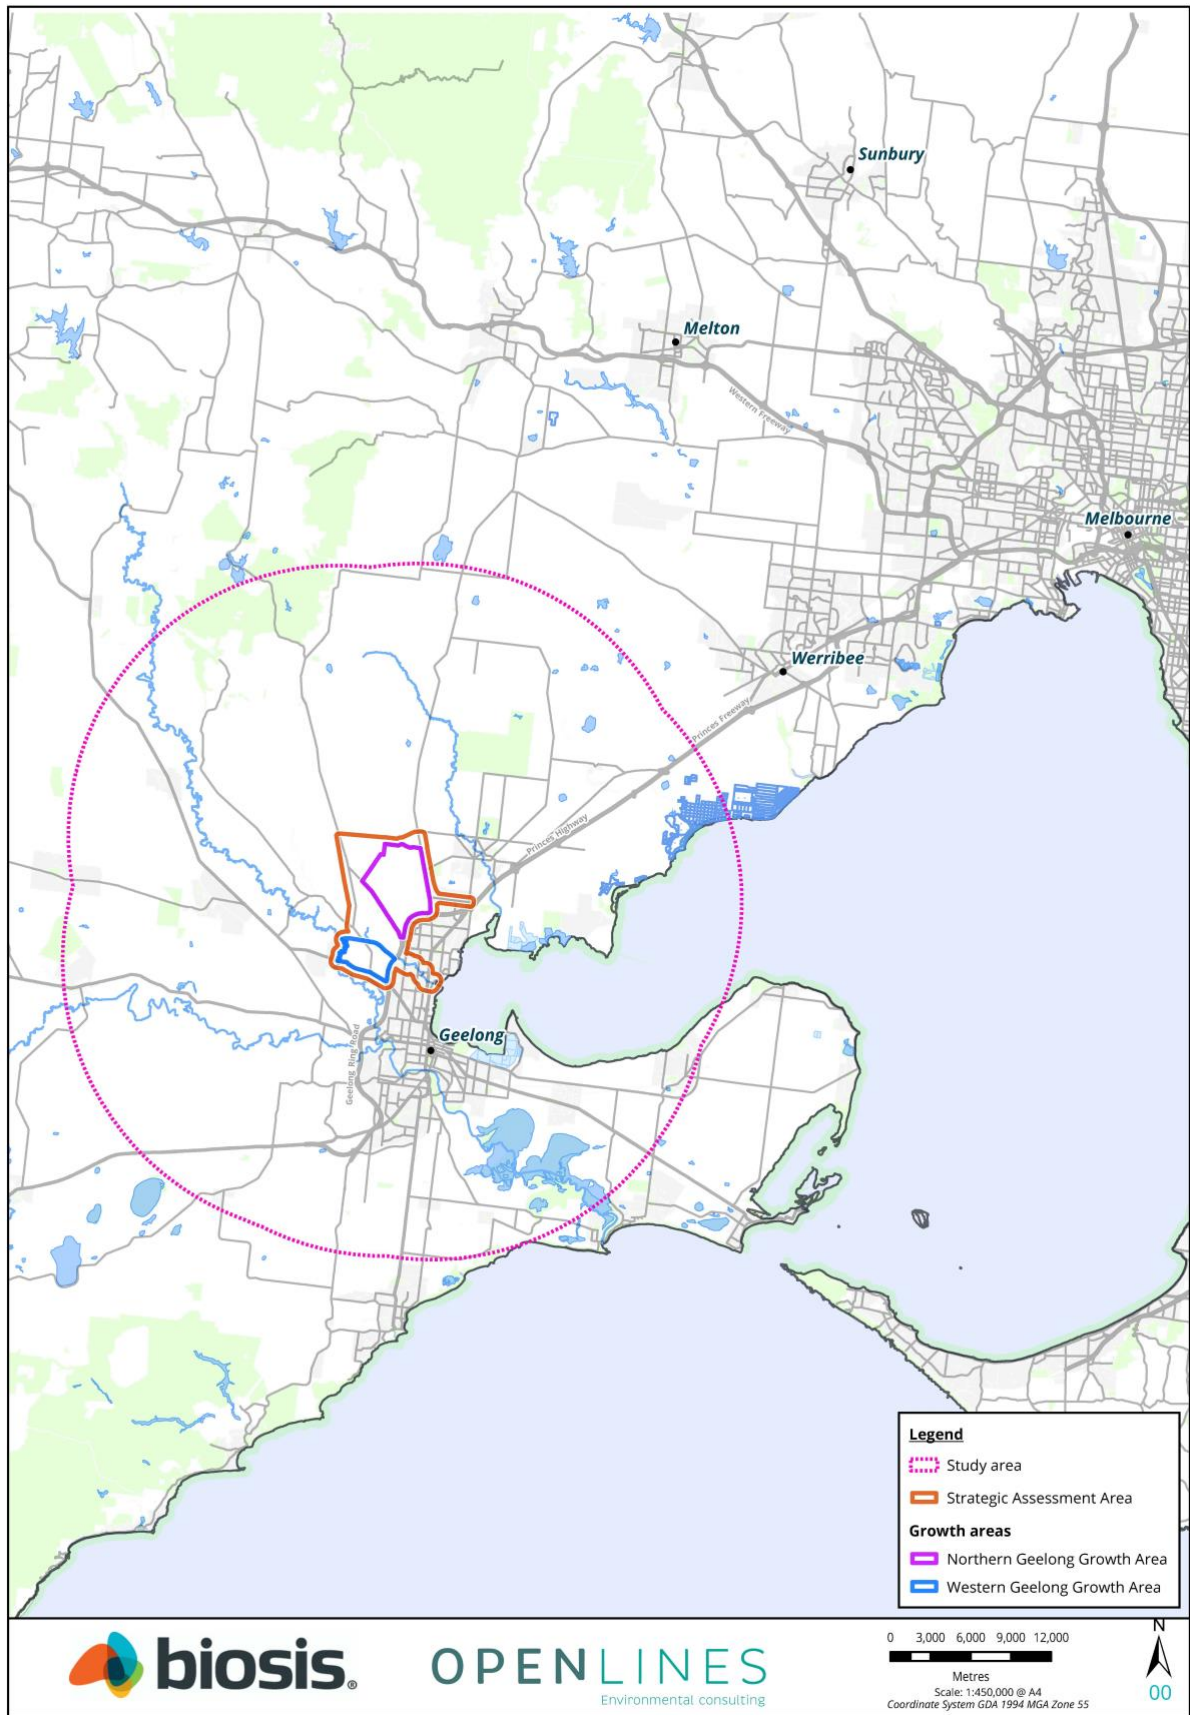 Sunbury
Melton
Western Freeway
Melbourne
Werribee
Princes Freeway
Princes Highway
Geelong
Geelong Ring Road
Legend
Study area
Strategic Assessment Area
Growth areas
Northern Geelong Growth Area
Western Geelong Growth Area
biosis®
OPENLINES
Environmental consulting
0 3,000 6,000 9,000 12,000
Metres
Scale: 1:450,000 @ A4
Coordinate System GDA 1994 MGA Zone 55
N
00